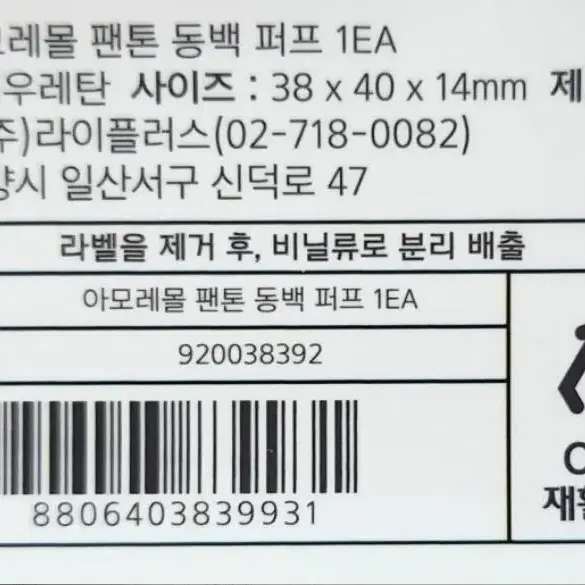 모레몰 팬톤 동백 퍼프 1EA
우레탄 사이즈 : 38 x 40 x 14mm 제
주)라이플러스(02-718-0082)
양시 일산서구 신덕로 47
라벨을 제거 후, 비닐류로 분리 배출
아모레몰 팬톤 동백 퍼프 1EA
920038392
8806403839931